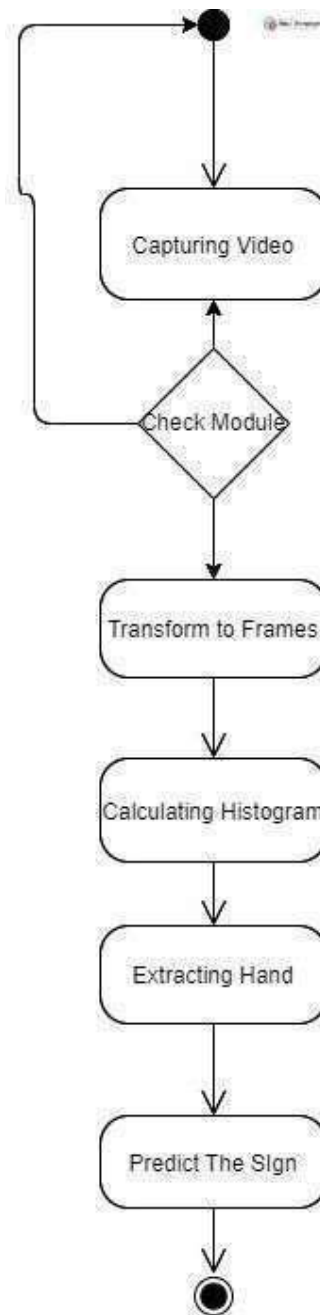 Capturing Video
Check Module
Transform to Frames
Calculating Histogram
Extracting Hand
Predict The SIgn